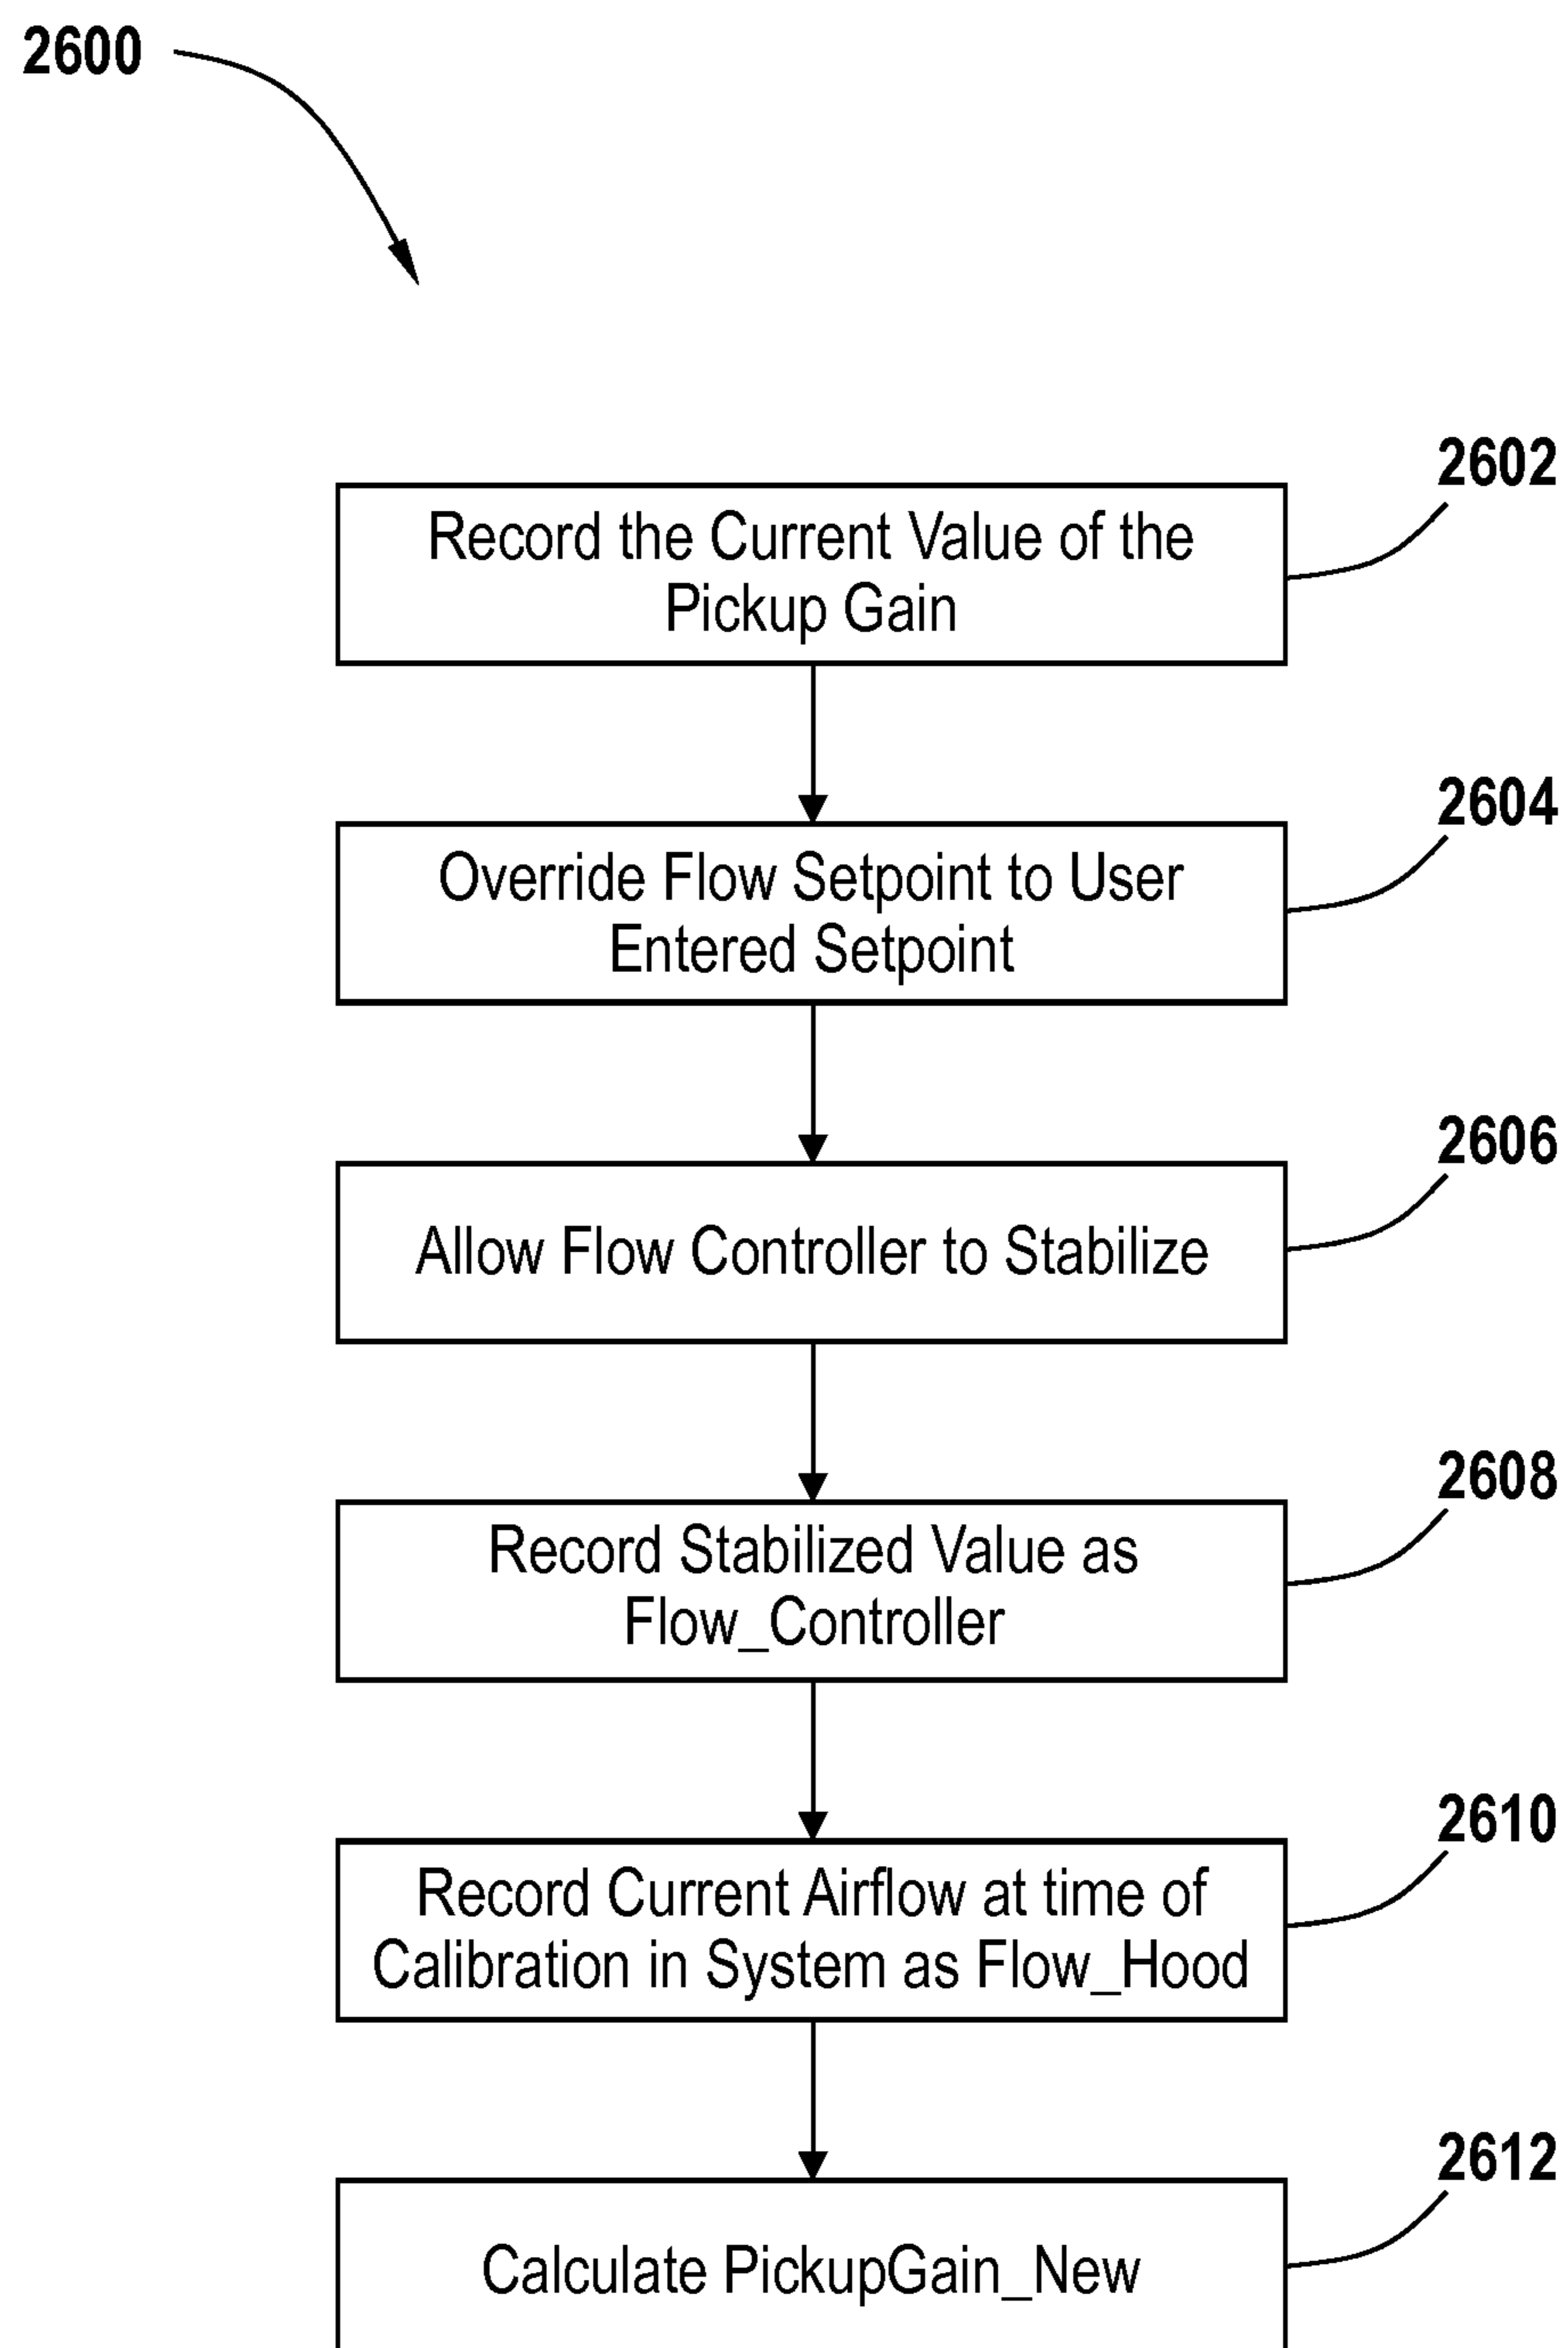 2600
2602
Record the Current Value of the
Pickup Gain
2604
Override Flow Setpoint to User
Entered Setpoint
2606
Allow Flow Controller to Stabilize
2608
Record Stabilized Value as
Flow_Controller
2610
Record Current Airflow at time of
Calibration in System as Flow_Hood
2612
Calculate PickupGain_New